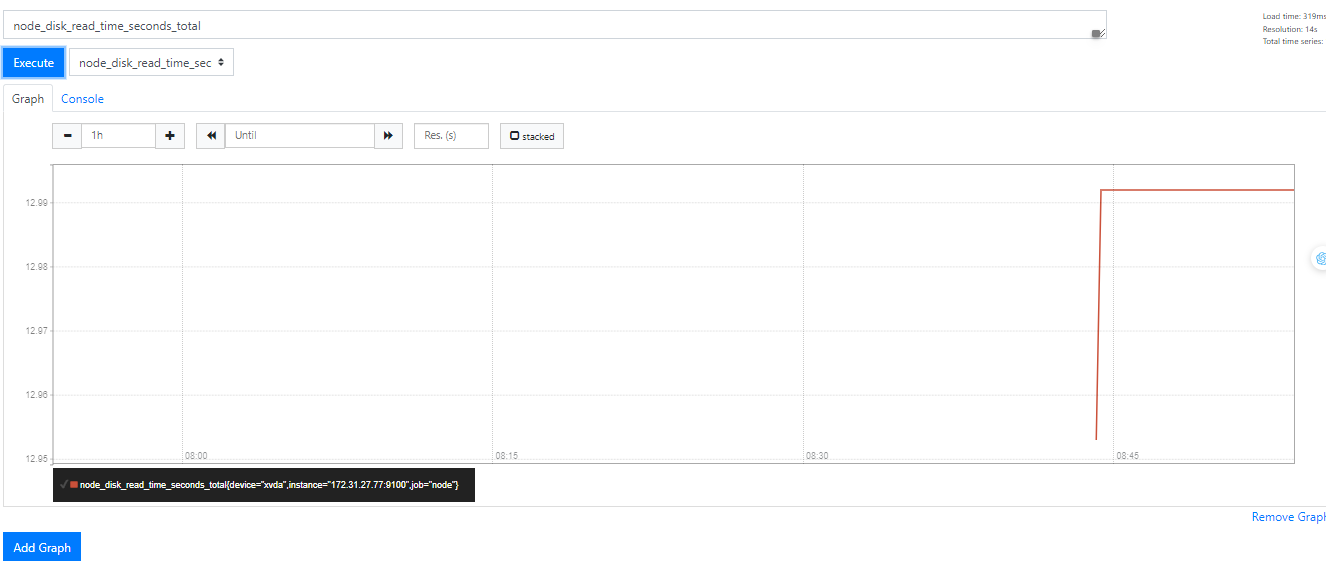 node_disk_read_time_seconds_total
Load time: 319ms
Resolution: 14s
Total time series:
Execute
node_disk_read_time_sec
Graph
Console
1h
Until
Res. (s)
stacked
12.99
12.98
12.97
12.96
12.95
08:00
08:15
08:30
08:45
node_disk_read_time_seconds_total{device="xvda",instance="172.31.27.77:9100",job="node"}
Remove Graph
Add Graph